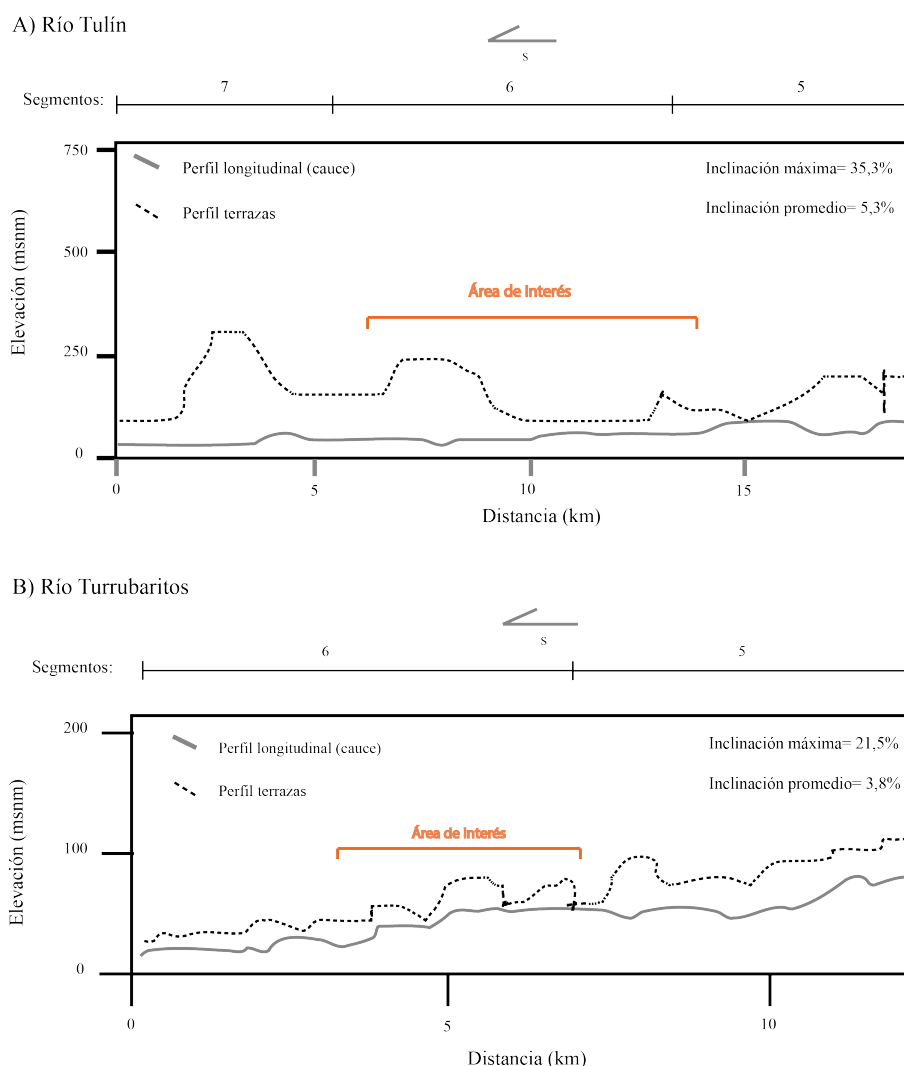 A) Río Tulín
s
Segmentos:
7
6
5
750
500
250
0
Elevación (msnm)
Perfil longitudinal (cauce)
Perfil terrazas
Inclinación máxima= 35,3%
Inclinación promedio= 5,3%
Área de interés
0
5
10
15
Distancia (km)
B) Río Turrubaritos
s
Segmentos:
6
5
200
100
0
Elevación (msnm)
Perfil longitudinal (cauce)
Perfil terrazas
Inclinación máxima= 21,5%
Inclinación promedio= 3,8%
Área de interés
0
5
10
Distancia (km)